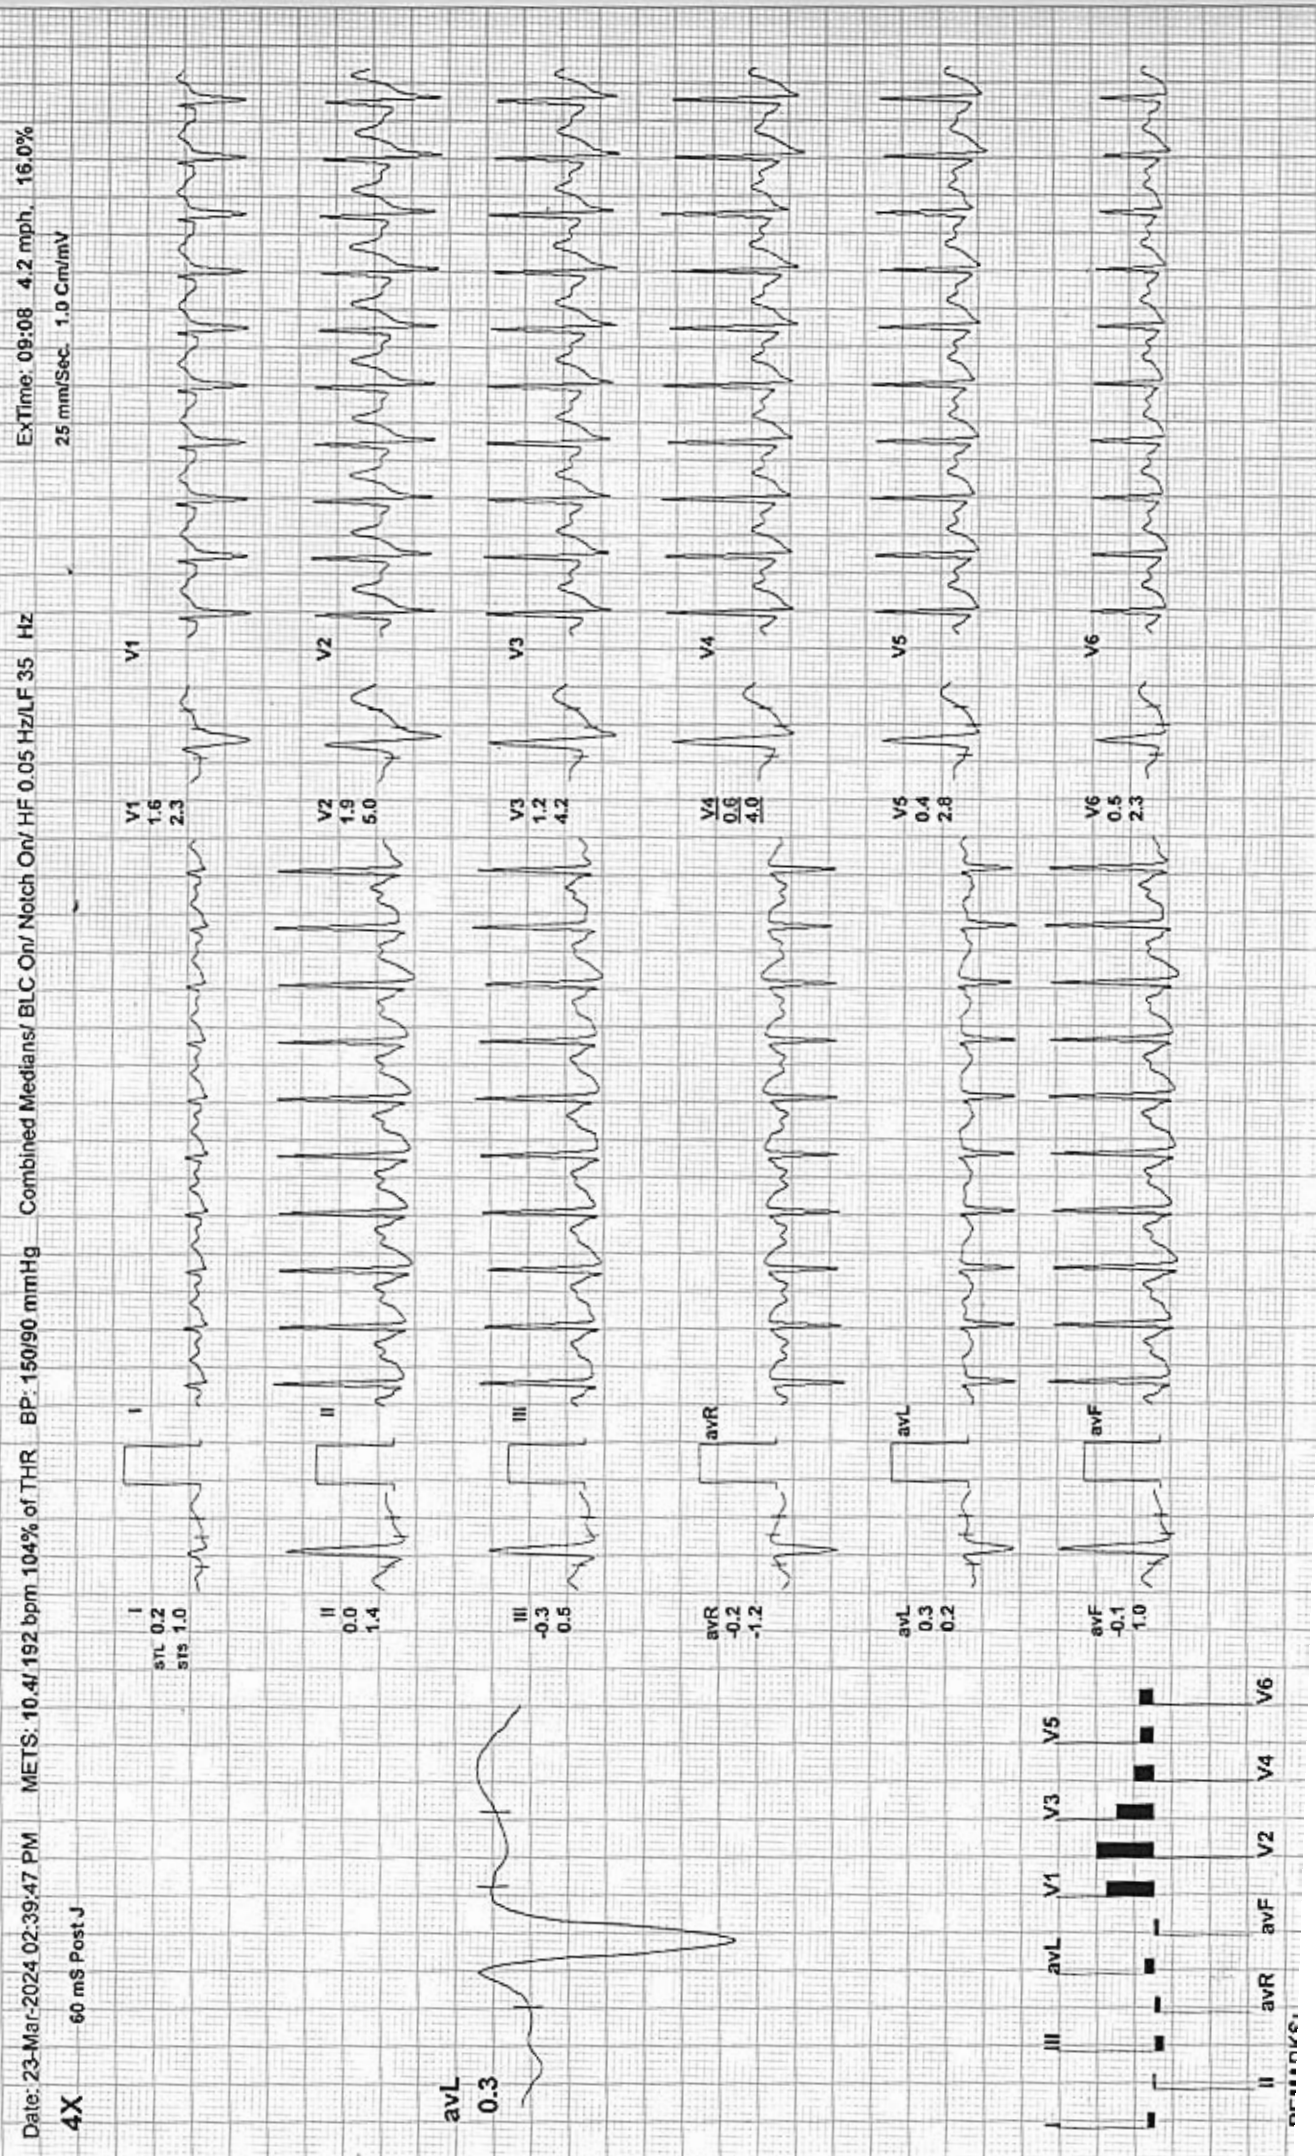 Date: 23-Mar-2024 02:39:47 PM METS: 10.4/ 192 bpm 104% of THR BP: 150/90 mmHg Combined Medians/ BLC On/ Notch On/ HF 0.05 Hz/LF 35 Hz ExTime: 09:08 4.2 mph, 16.0%
4X 60 mS Post J 25 mm/Sec. 1.0 Cm/mV
I
STL 0.2
STS 1.0
I
V1
1.6
2.3
V1
II
0.0
1.4
II
V2
1.9
5.0
V2
avL
0.3
III
-0.3
0.5
III
V3
1.2
4.2
V3
avR
-0.2
-1.2
avR
V4
0.6
4.0
V4
avL
0.3
0.2
avL
V5
0.4
2.8
V5
avF
-0.1
1.0
avF
V6
0.5
2.3
V6
I III avL V1 V3 V5
II avR avF V2 V4 V6
REMARKS: